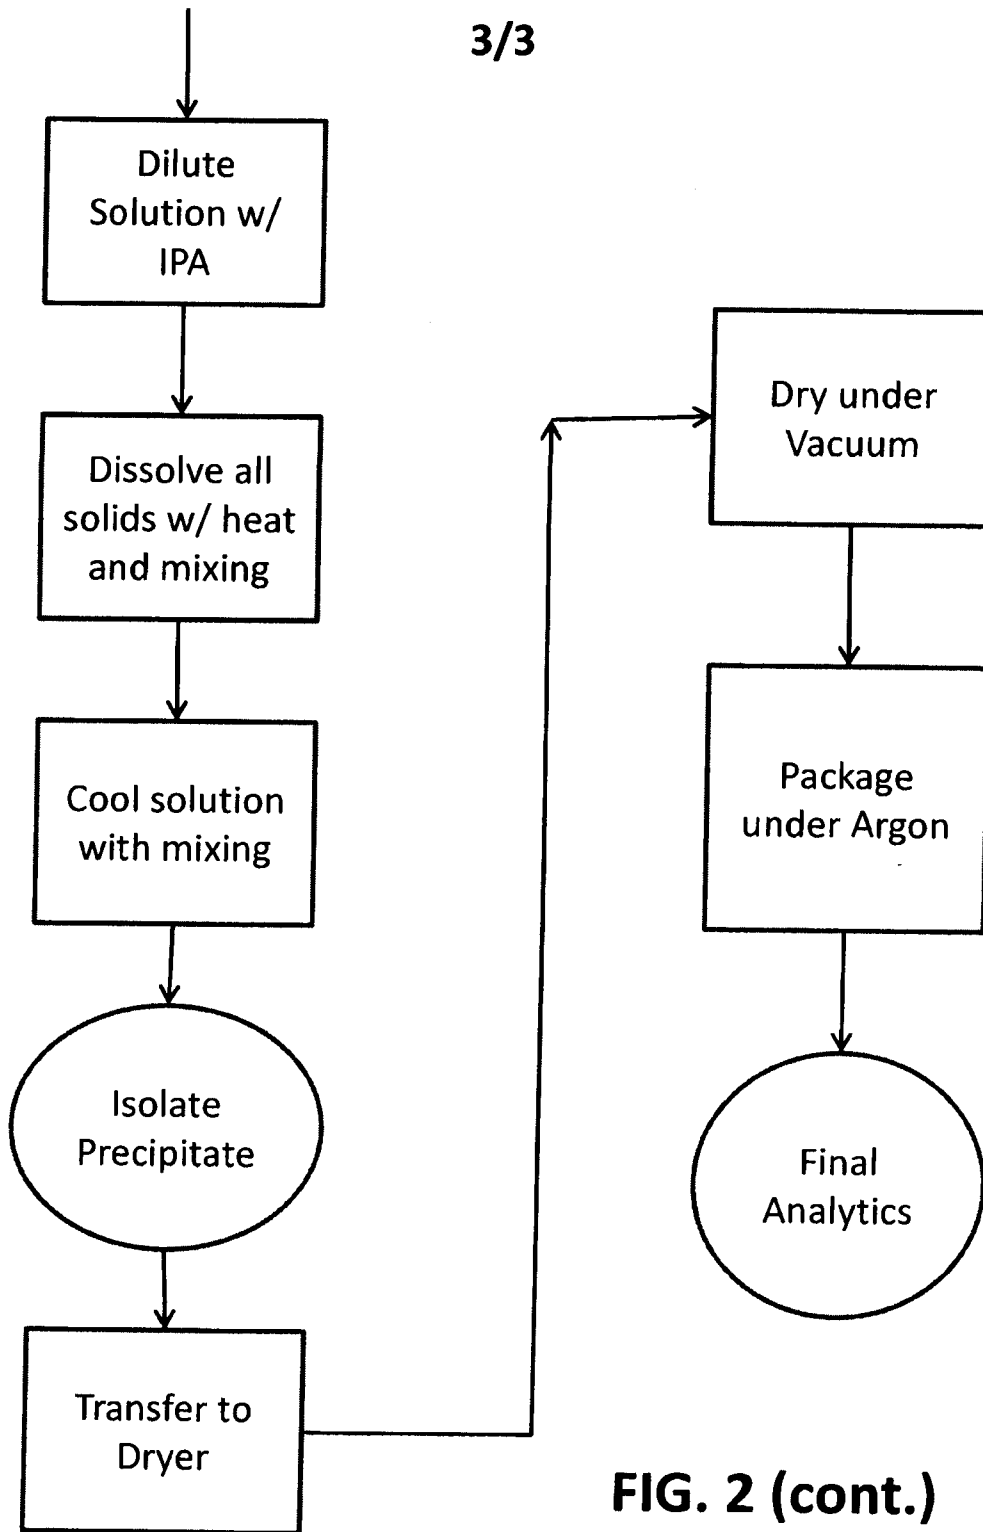 3/3
Dilute
Solution w/
IPA
Dissolve all
solids w/ heat
and mixing
Cool solution
with mixing
Isolate
Precipitate
Transfer to
Dryer
Dry under
Vacuum
Package
under Argon
Final
Analytics
FIG. 2 (cont.)